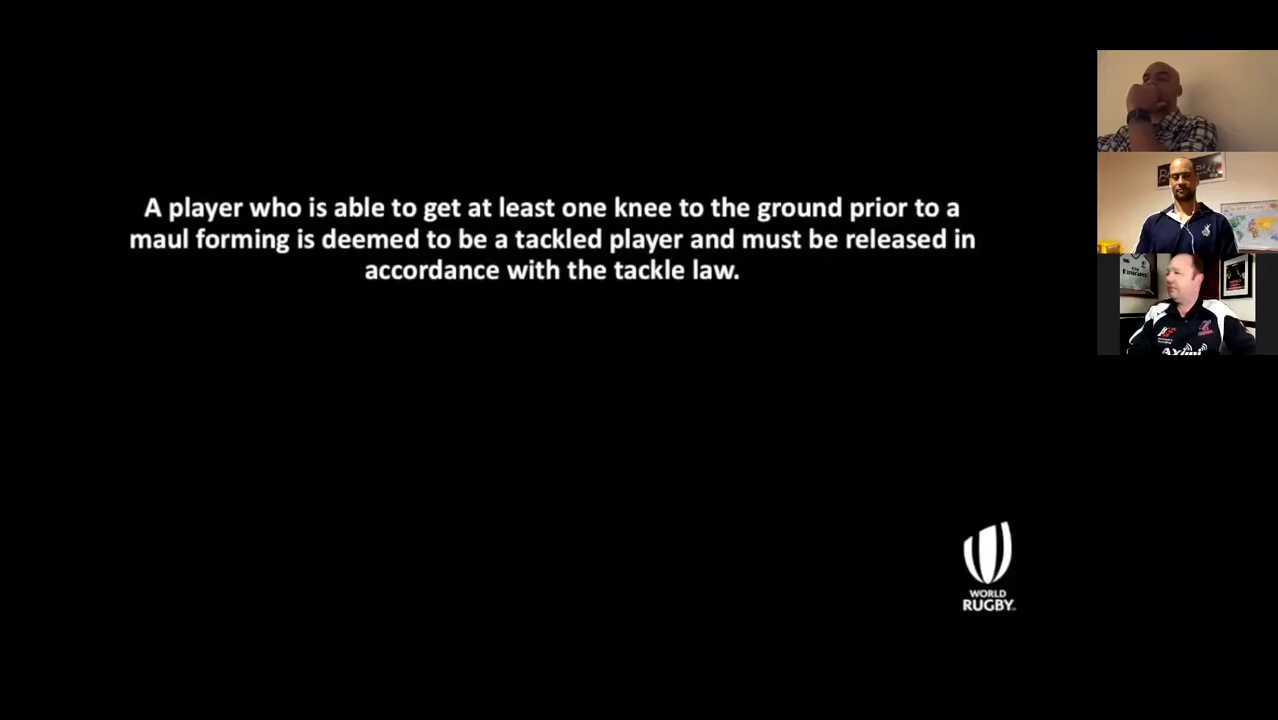 A player who is able to get at least one knee to the ground prior to a
maul forming is deemed to be a tackled player and must be released in
accordance with the tackle law.
WORLD
RUGBY